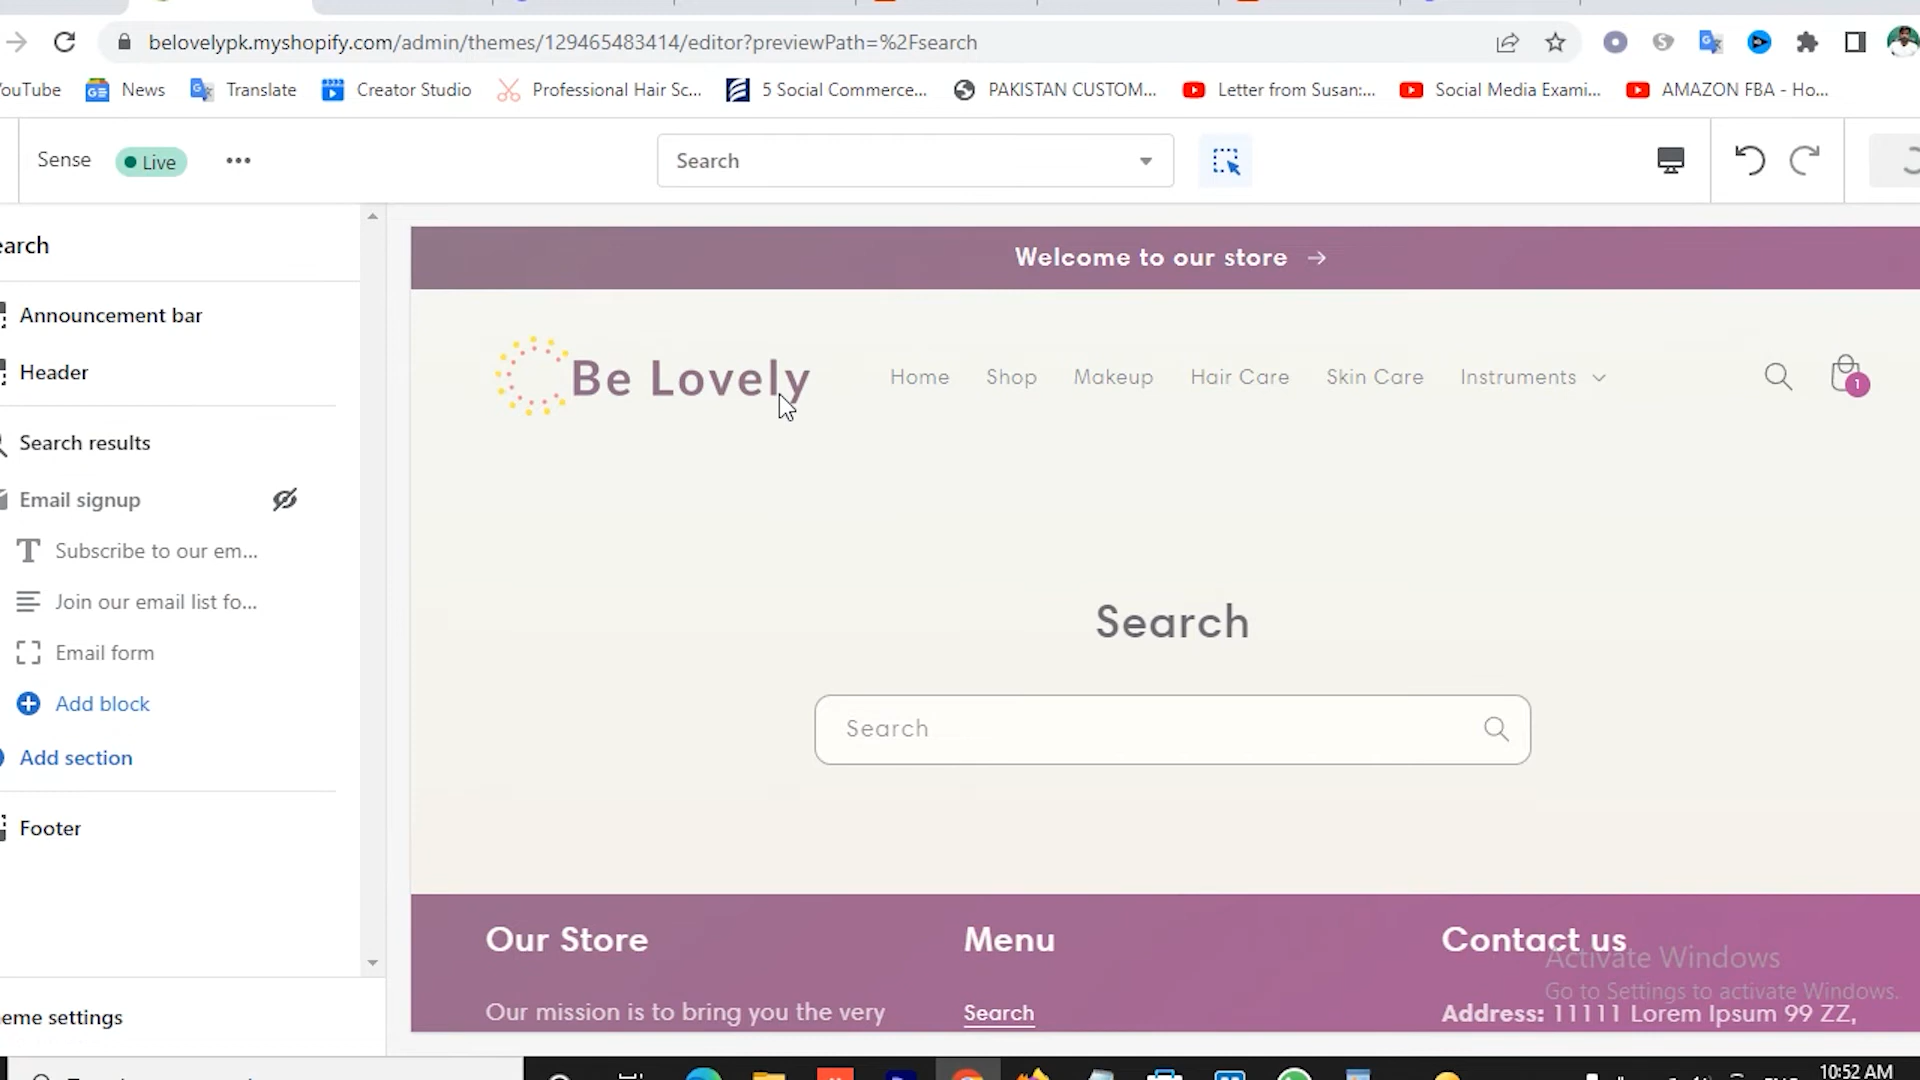 belovelypk.myshopify.com/admin/themes/129465483414/editor?previewPath=%2Fsearch
ouTube News Translate Creator Studio Professional Hair Sc... 5 Social Commerce... PAKISTAN CUSTOM... Letter from Susan:... Social Media Exami... AMAZON FBA - Ho...
Sense Live Search
earch
Announcement bar
Header
Search results
Email signup
Subscribe to our em...
Join our email list fo...
Email form
Add block
Add section
Footer
eme settings
Welcome to our store →
Be Lovely Home Shop Makeup Hair Care Skin Care Instruments 1
Search
Search
Our Store Menu Contact us
Our mission is to bring you the very Search Address: 11111 Lorem Ipsum 99 ZZ,
Activate Windows
Go to Settings to activate Windows.
10:52 AM